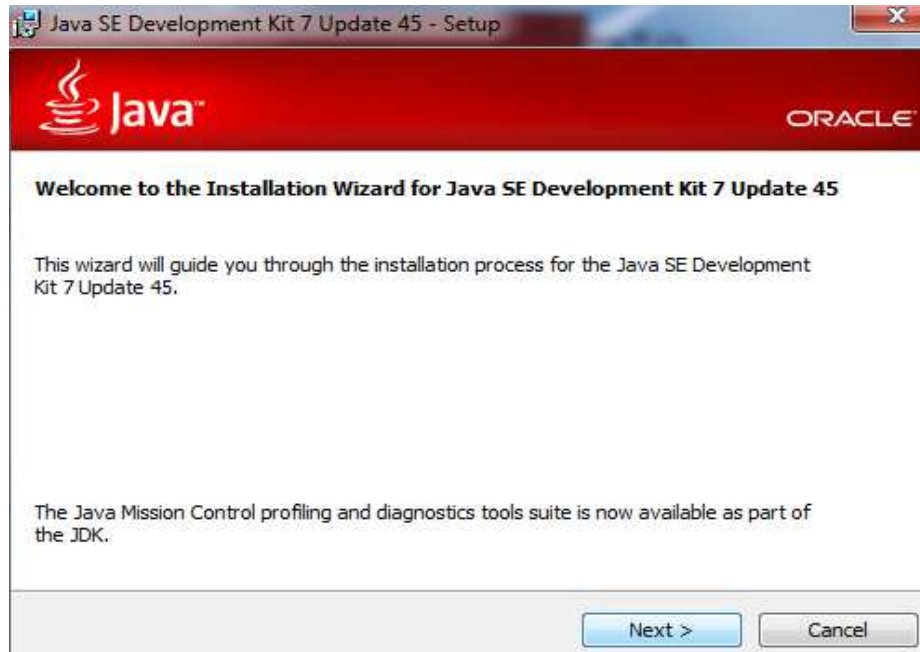 Java SE Development Kit 7 Update 45 - Setup
Java™
ORACLE
Welcome to the Installation Wizard for Java SE Development Kit 7 Update 45
This wizard will guide you through the installation process for the Java SE Development
Kit 7 Update 45.
The Java Mission Control profiling and diagnostics tools suite is now available as part of
the JDK.
Next >
Cancel